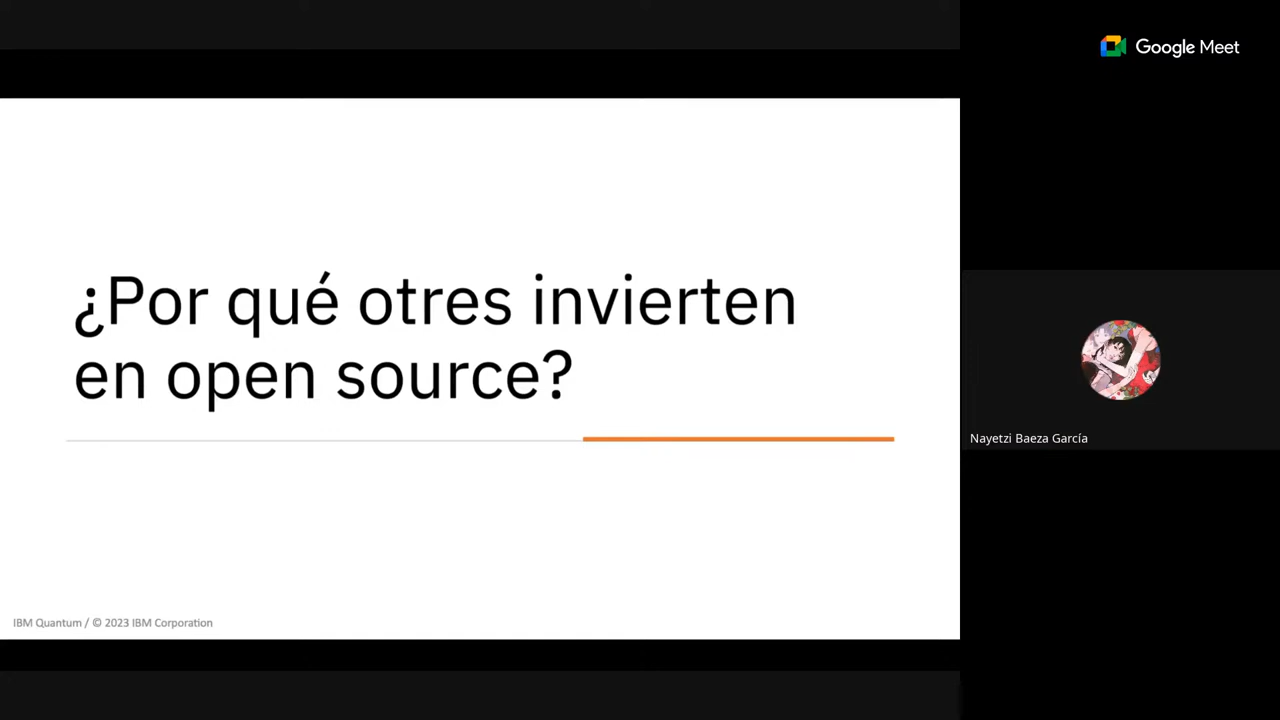 Google Meet
¿Por qué otres invierten
en open source?
Nayetzi Baeza García
IBM Quantum / © 2023 IBM Corporation